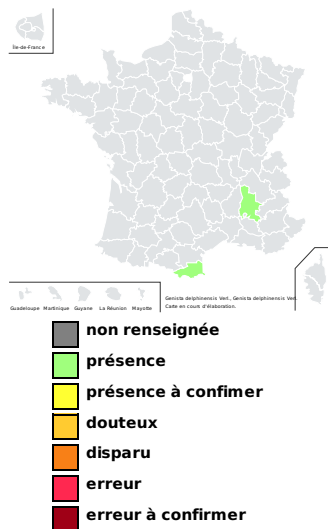 Île-de-France
Guadeloupe Martinique Guyane La Réunion Mayotte
Genista delphinensis Verl., Genista delphinensis Verl.
Carte en cours d'élaboration.
non renseignée
présence
présence à confimer
douteux
disparu
erreur
erreur à confirmer